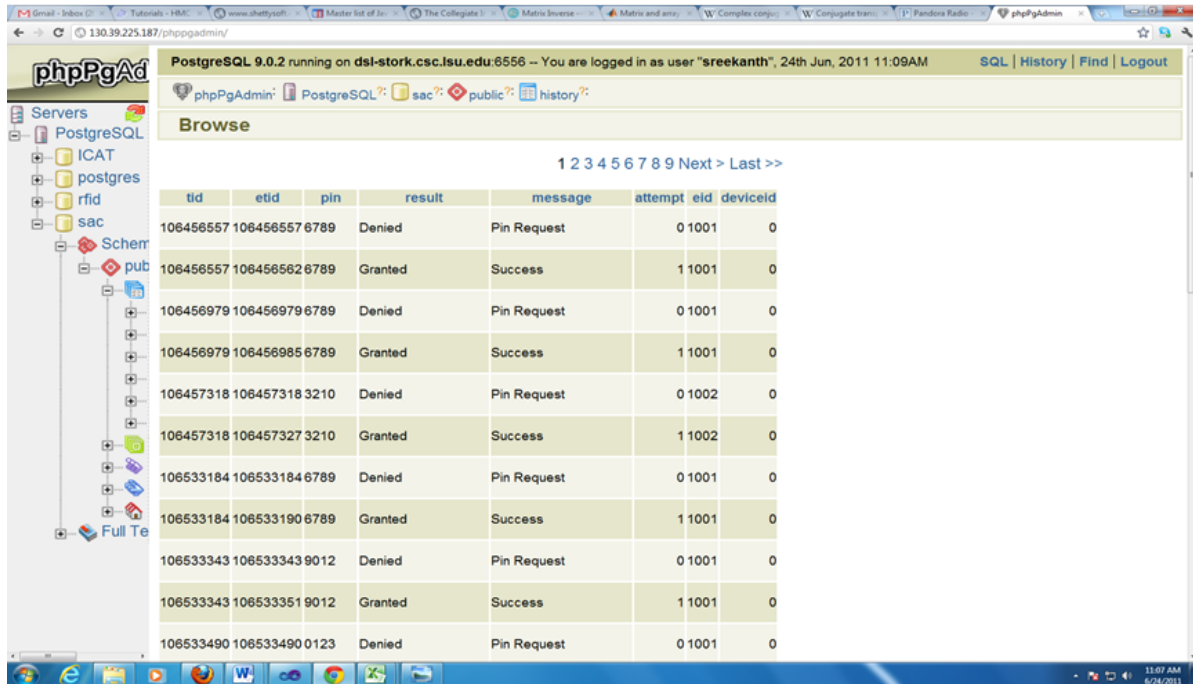 Gmail - Inbox (2 Tutorials - HMC www.shettysoft. Master list of Ja The Collegiate Matrix Inverse - Matrix and array Complex conjug Conjugate trans Pandora Radio - phpPgAdmin
130.39.225.187/phppgadmin/
phpPgAd
PostgreSQL 9.0.2 running on dsl-stork.csc.lsu.edu:6556 -- You are logged in as user "sreekanth", 24th Jun, 2011 11:09AM SQL | History | Find | Logout
phpPgAdmin: PostgreSQL?: sac?: public?: history?:
Browse
Servers
PostgreSQL
ICAT
postgres
rfid
sac
Schem
pub
Full Te
1 2 3 4 5 6 7 8 9 Next > Last >>
tid etid pin result message attempt eid deviceid
106456557 106456557 6789 Denied Pin Request 0 1001 0
106456557 106456562 6789 Granted Success 1 1001 0
106456979 106456979 6789 Denied Pin Request 0 1001 0
106456979 106456985 6789 Granted Success 1 1001 0
106457318 106457318 3210 Denied Pin Request 0 1002 0
106457318 106457327 3210 Granted Success 1 1002 0
106533184 106533184 6789 Denied Pin Request 0 1001 0
106533184 106533190 6789 Granted Success 1 1001 0
106533343 106533343 9012 Denied Pin Request 0 1001 0
106533343 106533351 9012 Granted Success 1 1001 0
106533490 106533490 0123 Denied Pin Request 0 1001 0
11:07 AM
6/24/2011